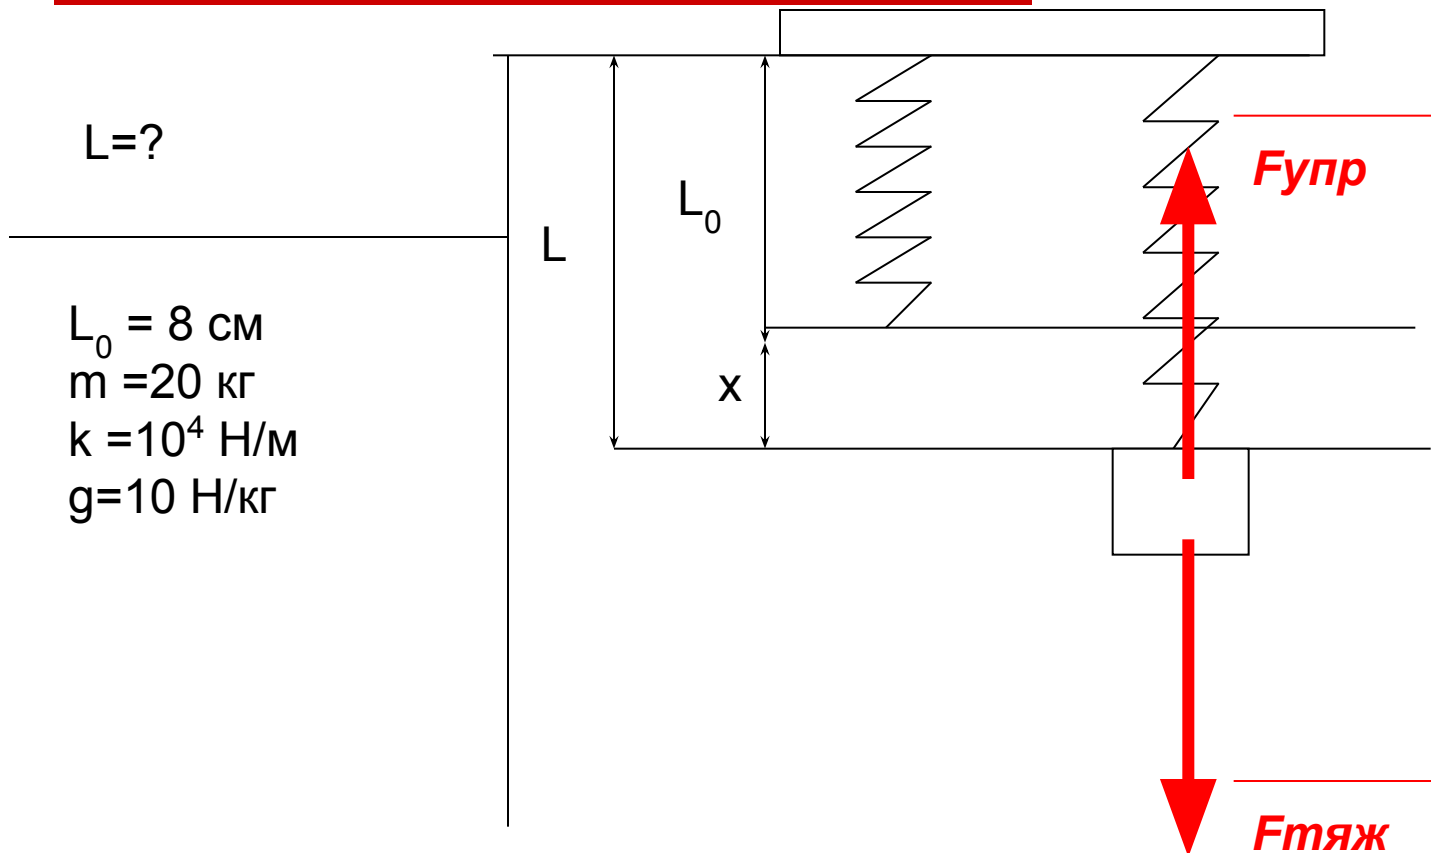 L=?
L₀ = 8 см
m =20 кг
k =10⁴ Н/м
g=10 Н/кг
L
L₀
x
Fупр
Fтяж